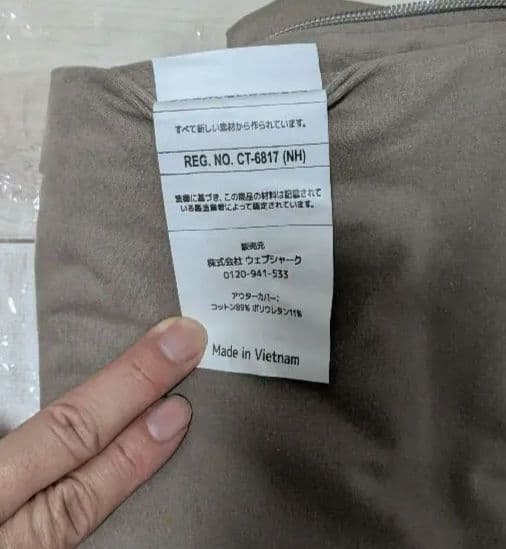 すべて新しい素材から作られています。
REG. NO. CT-6817 (NH)
法律に基づき、この商品の材料は記載されて
いる製造業者によって確定されています。
販売元
株式会社 ウェブシャーク
0120-941-533
アウターカバー:
コットン89% ポリウレタン11%
Made in Vietnam